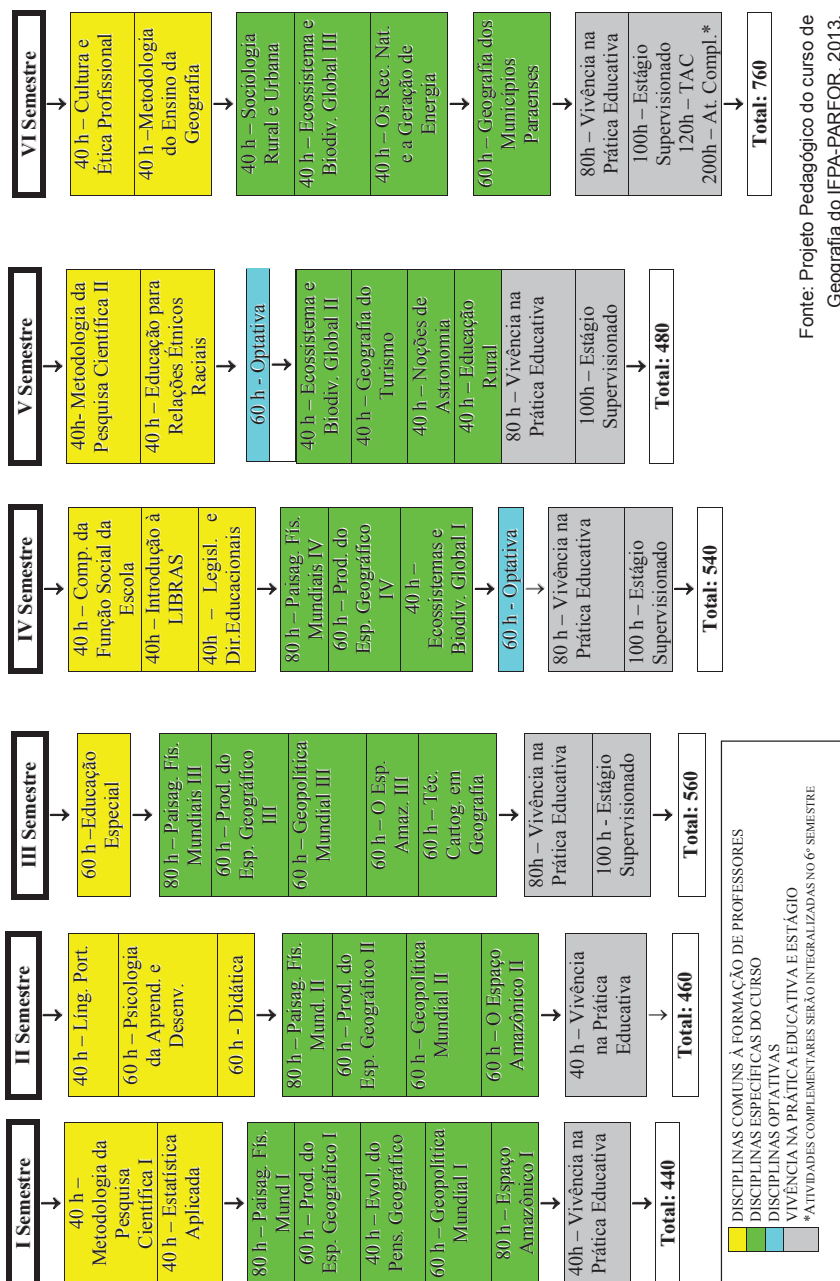 I Semestre
40 h –
Metodologia da
Pesquisa
Científica I
40 h – Estatística
Aplicada
80 h – Paisag. Fís.
Mund I
60 h – Prod. do
Esp. Geográfico I
40 h – Evol. do
Pens. Geográfico
60 h – Geopolítica
Mundial I
80 h – Espaço
Amazônico I
40h – Vivência na
Prática Educativa
Total: 440
II Semestre
40 h – Ling. Port.
60 h – Psicologia
da Aprend. e
Desenv.
60 h - Didática
80 h – Paisag. Fís.
Mund. II
60 h – Prod. do
Esp. Geográfico II
60 h – Geopolítica
Mundial II
60 h – O Espaço
Amazônico II
40 h – Vivência
na Prática
Educativa
Total: 460
III Semestre
60 h –Educação
Especial
80 h – Paisag. Fís.
Mundiais III
60 h – Prod. do
Esp. Geográfico
III
60 h – Geopolítica
Mundial III
60 h – O Esp.
Amaz. III
60 h – Téc.
Cartog. em
Geografia
80h – Vivência na
Prática Educativa
100 h - Estágio
Supervisionado
Total: 560
IV Semestre
40 h – Comp. da
Função Social da
Escola
40h – Introdução à
LIBRAS
40h – Legisl. e
Dir.Educacionais
80 h – Paisag. Fís.
Mundiais IV
60 h – Prod. do
Esp. Geográfico
IV
40 h –
Ecossistemas e
Biodiv. Global I
60 h - Optativa
80 h – Vivência na
Prática Educativa
100 h – Estágio
Supervisionado
Total: 540
V Semestre
40h- Metodologia da
Pesquisa Científica II
40 h – Educação para
Relações Étnicos
Raciais
60 h - Optativa
40 h – Ecossistema e
Biodiv. Global II
40 h – Geografia do
Turismo
40 h – Noções de
Astronomia
40 h – Educação
Rural
80 h – Vivência na
Prática Educativa
100h – Estágio
Supervisionado
Total: 480
VI Semestre
40 h – Cultura e
Ética Profissional
40 h –Metodologia
do Ensino da
Geografia
40 h – Sociologia
Rural e Urbana
40 h – Ecossistema e
Biodiv. Global III
40 h – Os Rec. Nat.
e a Geração de
Energia
60 h – Geografia dos
Municípios
Paraenses
80h – Vivência na
Prática Educativa
100h – Estágio
Supervisionado
120h – TAC
200h – At. Compl.*
Total: 760
DISCIPLINAS COMUNS À FORMAÇÃO DE PROFESSORES
DISCIPLINAS ESPECÍFICAS DO CURSO
DISCIPLINAS OPTATIVAS
VIVÊNCIA NA PRÁTICA EDUCATIVA E ESTÁGIO
*ATIVIDADES COMPLEMENTARES SERÃO INTEGRALIZADAS NO 6º SEMESTRE
Fonte: Projeto Pedagógico do curso de
Geografia do IFPA-PARFOR, 2013.